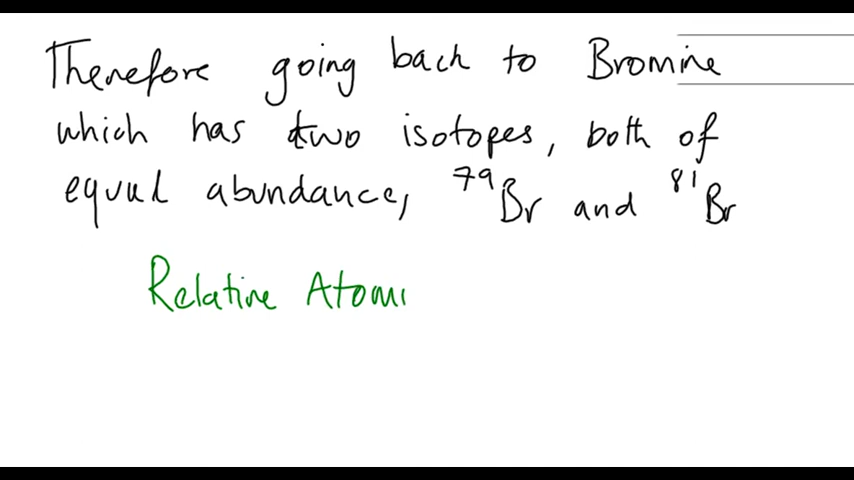 Therefore going back to Bromine
which has two isotopes, both of
equal abundance, ⁷⁹Br and ⁸¹Br
Relative Atomi